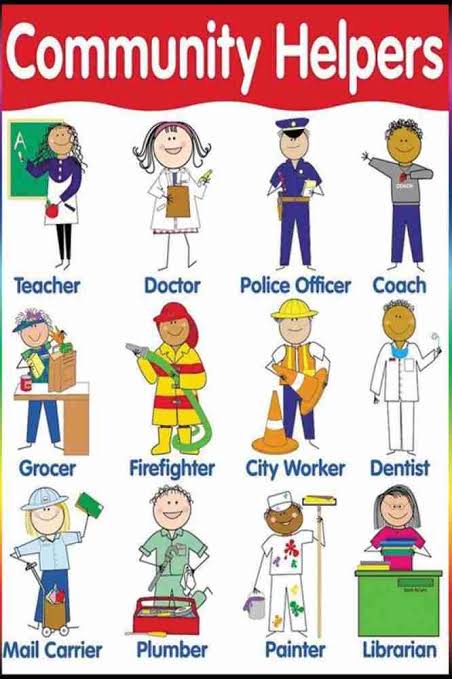 Community Helpers
A
COACH
Teacher Doctor Police Officer Coach
Grocer Firefighter City Worker Dentist
Mail Carrier Plumber Painter Librarian